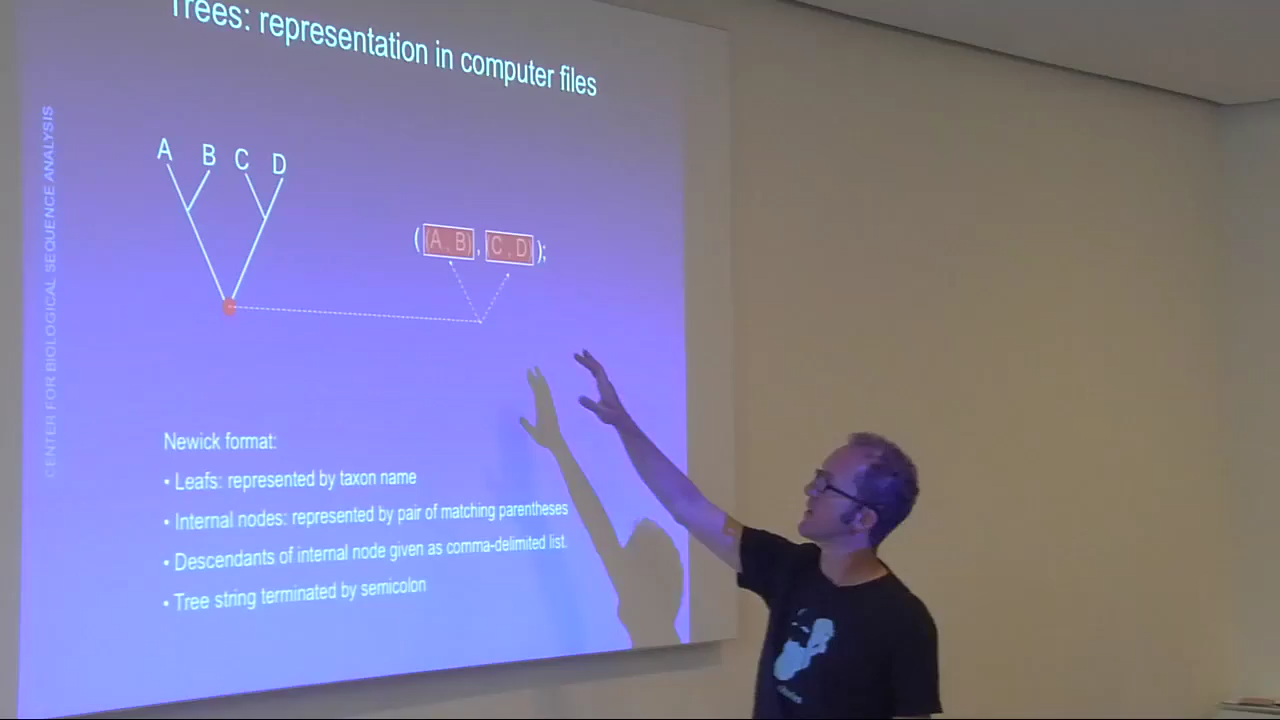 Trees: representation in computer files
CENTER FOR BIOLOGICAL SEQUENCE ANALYSIS
A B C D
((A , B) , (C , D));
Newick format:
• Leafs: represented by taxon name
• Internal nodes: represented by pair of matching parentheses
• Descendants of internal node given as comma-delimited list.
• Tree string terminated by semicolon